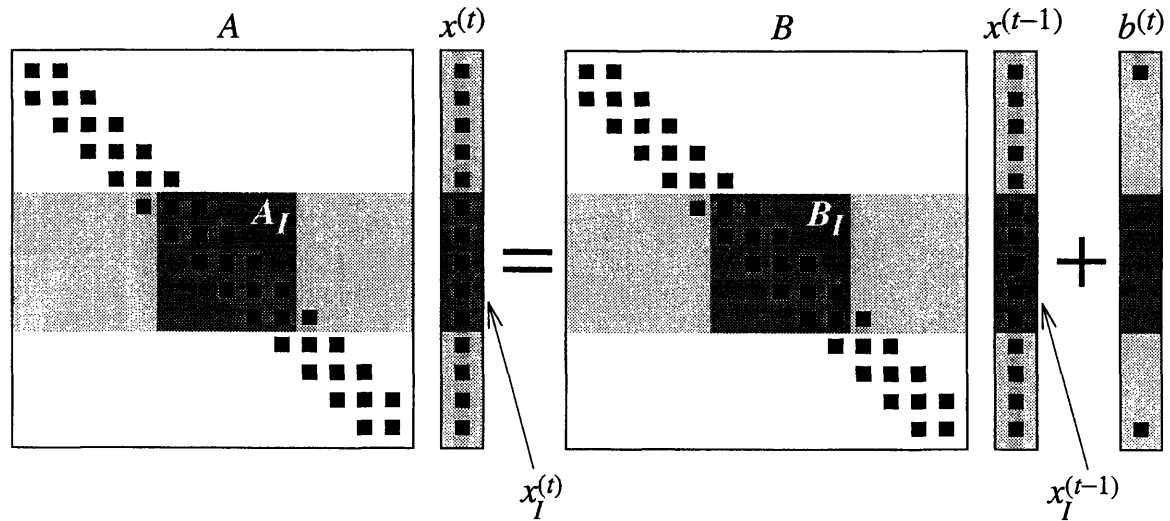 A x^{(t)} B x^{(t-1)} b^{(t)}
A_I = B_I +
x_I^{(t)} x_I^{(t-1)}